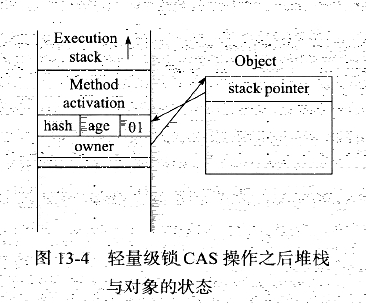 Execution
stack
Object
Method
activation
stack pointer
hash age 01
owner
图 13-4 轻量级锁 CAS 操作之后堆栈
与对象的状态